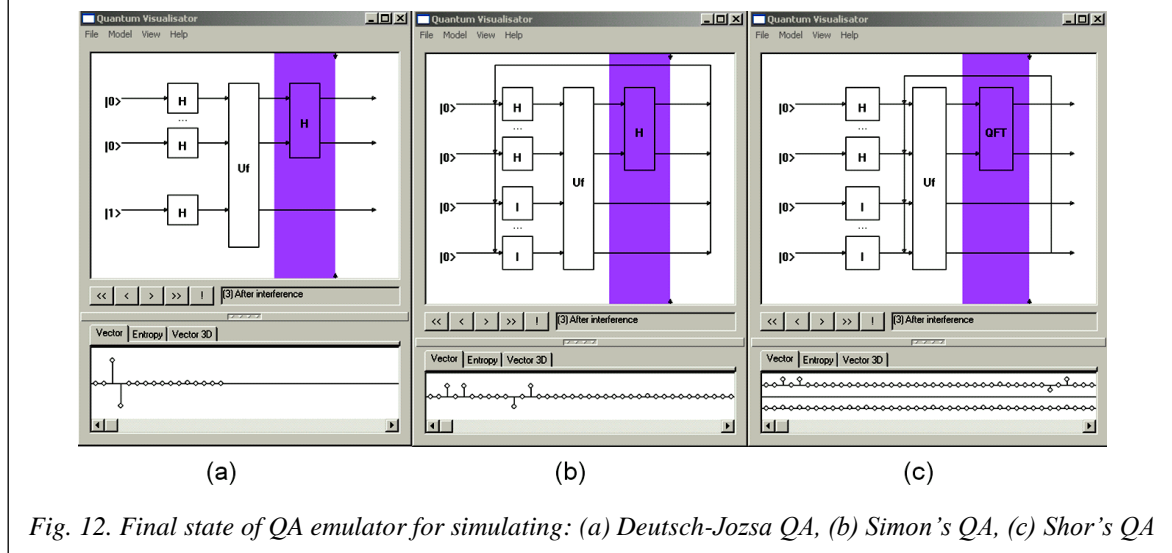 Quantum Visualisator
File Model View Help
|0> H
...
|0> H
Uf
H
|1> H
<< < > >> ! (3) After interference
Vector Entropy Vector 3D
(a)
Quantum Visualisator
File Model View Help
|0> H
...
|0> H
Uf
H
|0> I
...
|0> I
<< < > >> ! (3) After interference
Vector Entropy Vector 3D
(b)
Quantum Visualisator
File Model View Help
|0> H
...
|0> H
Uf
QFT
|0> I
...
|0> I
<< < > >> ! (3) After interference
Vector Entropy Vector 3D
(c)
Fig. 12. Final state of QA emulator for simulating: (a) Deutsch-Jozsa QA, (b) Simon's QA, (c) Shor's QA